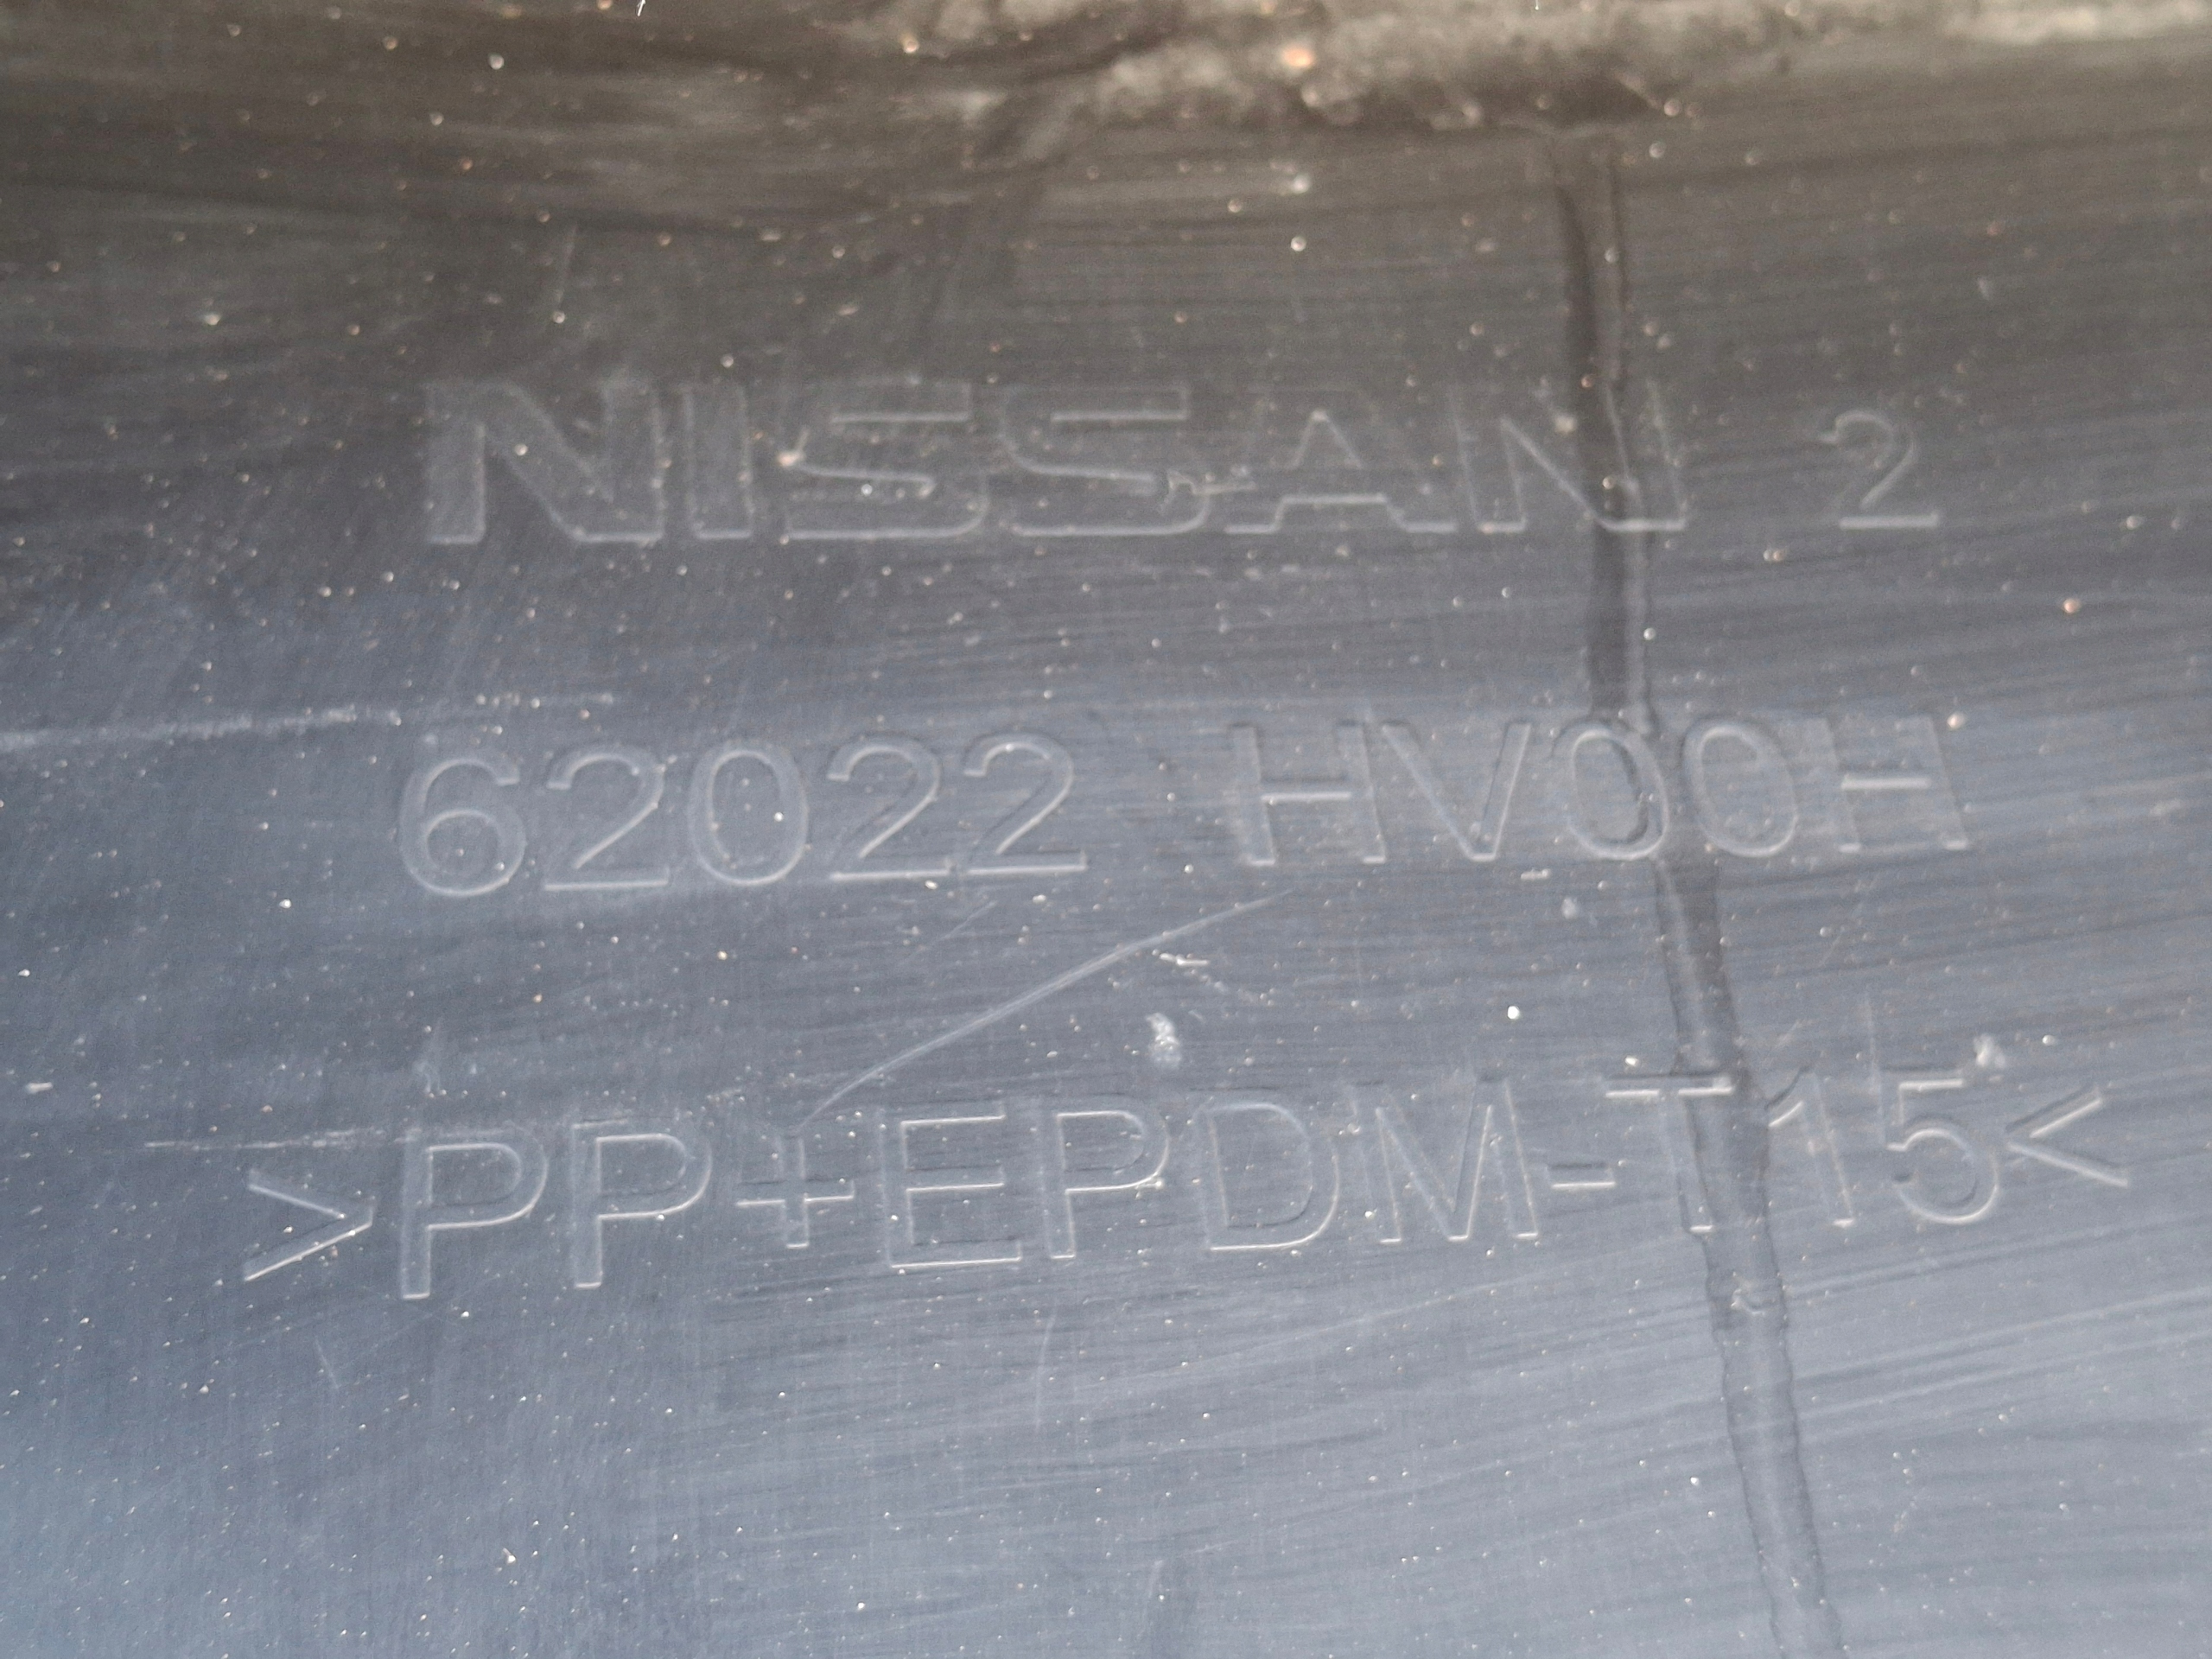 NISSAN 2
62022 HV00H
>PP+EPDM-T15<